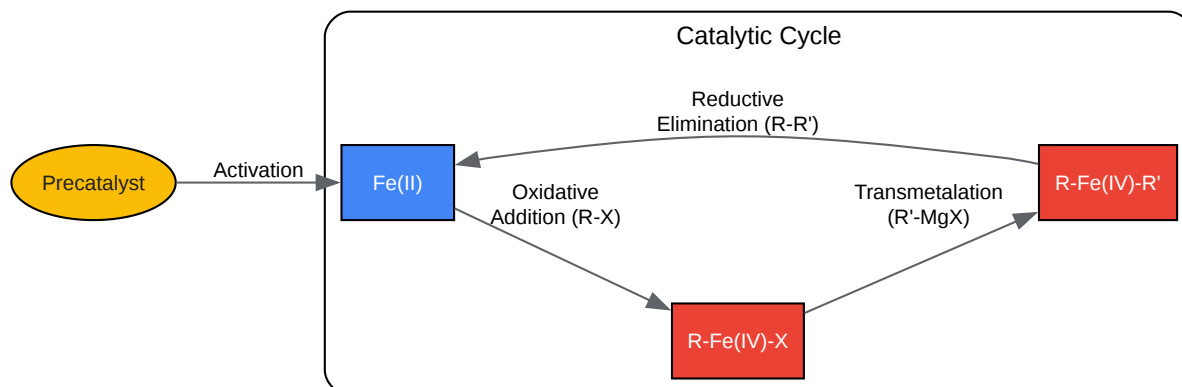 Catalytic Cycle
Reductive
Elimination (R-R')
Precatalyst
Activation
Fe(II)
Oxidative
Addition (R-X)
Transmetalation
(R'-MgX)
R-Fe(IV)-R'
R-Fe(IV)-X